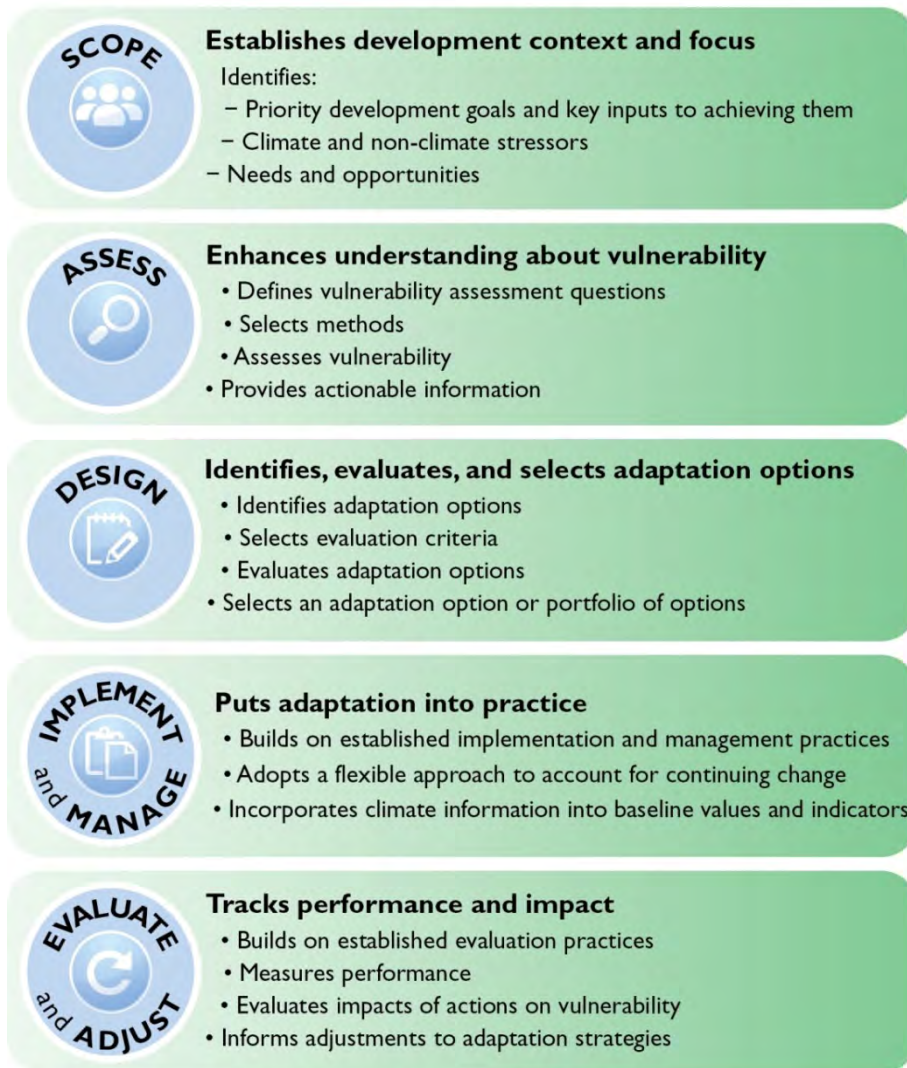 SCOPE
Establishes development context and focus
Identifies:
– Priority development goals and key inputs to achieving them
– Climate and non-climate stressors
– Needs and opportunities
ASSESS
Enhances understanding about vulnerability
• Defines vulnerability assessment questions
• Selects methods
• Assesses vulnerability
• Provides actionable information
DESIGN
Identifies, evaluates, and selects adaptation options
• Identifies adaptation options
• Selects evaluation criteria
• Evaluates adaptation options
• Selects an adaptation option or portfolio of options
IMPLEMENT
and MANAGE
Puts adaptation into practice
• Builds on established implementation and management practices
• Adopts a flexible approach to account for continuing change
• Incorporates climate information into baseline values and indicators
EVALUATE
and ADJUST
Tracks performance and impact
• Builds on established evaluation practices
• Measures performance
• Evaluates impacts of actions on vulnerability
• Informs adjustments to adaptation strategies